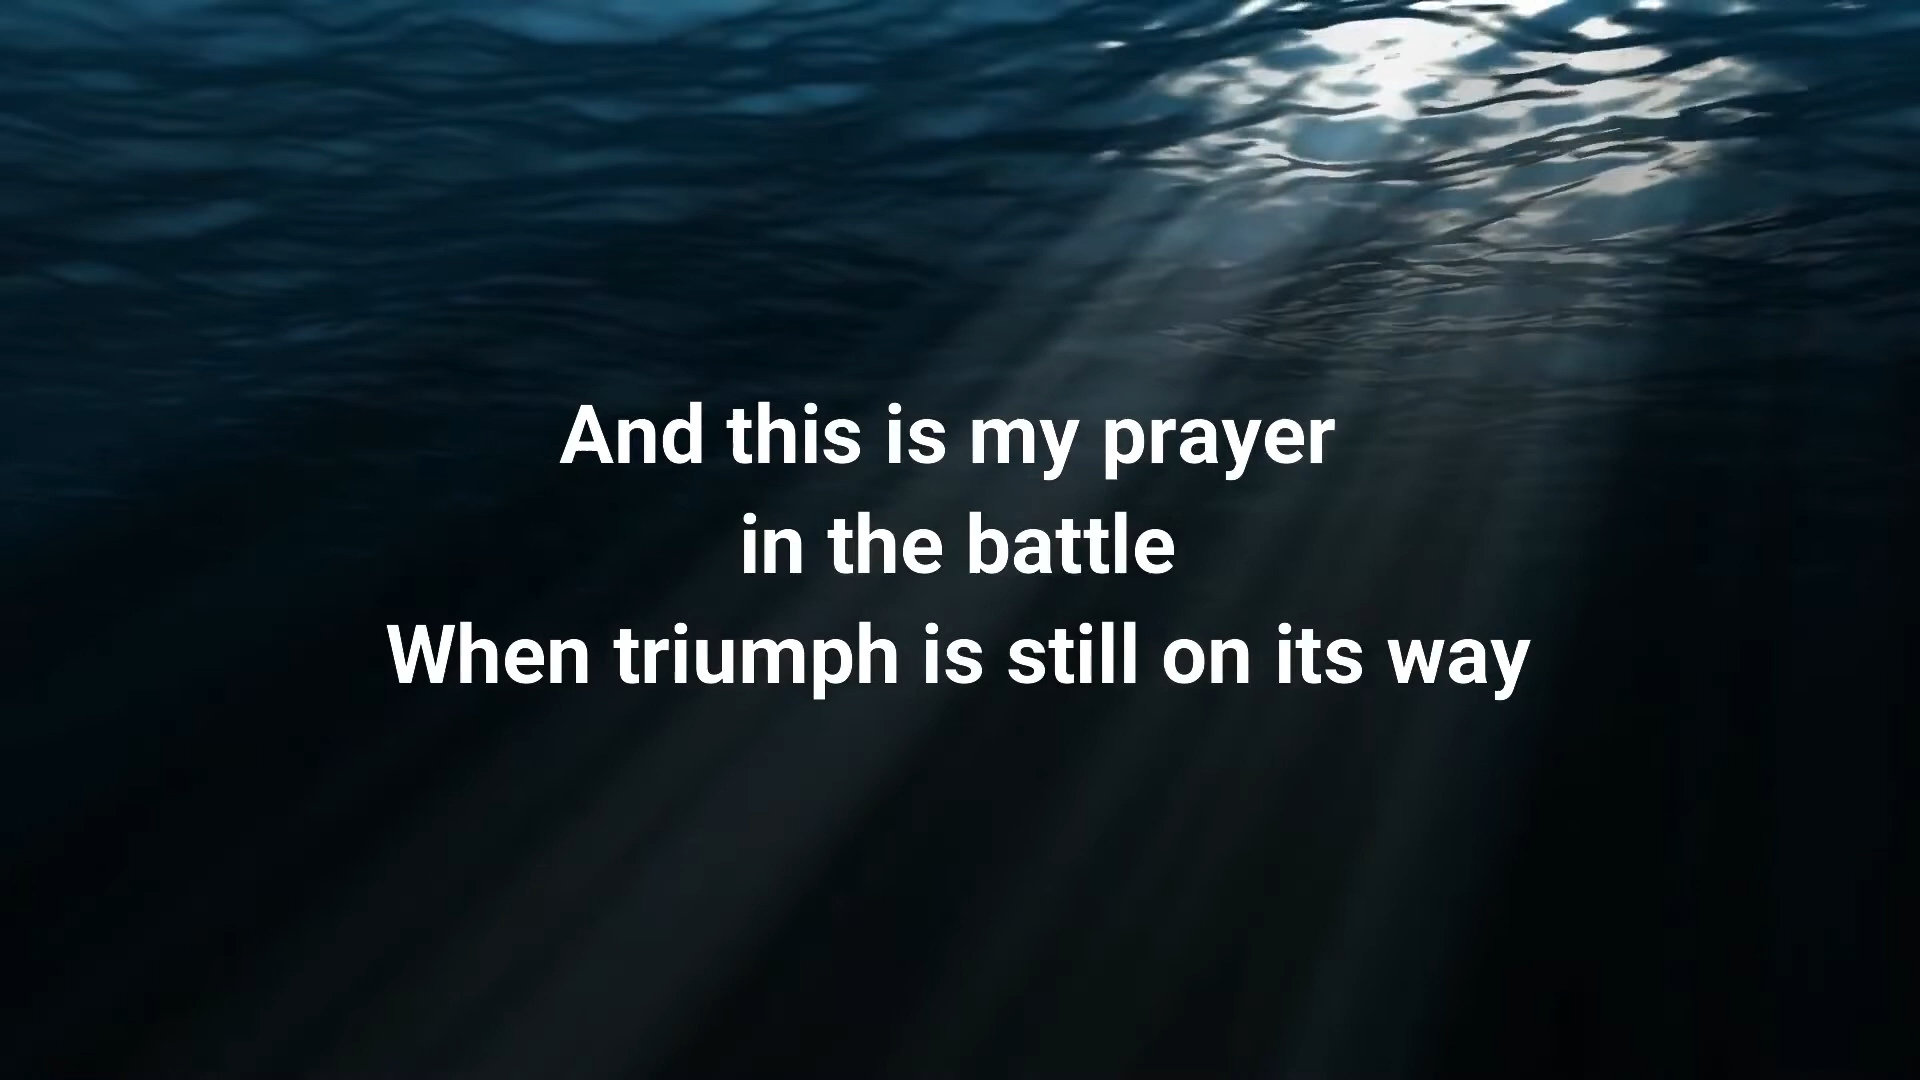 And this is my prayer
in the battle
When triumph is still on its way